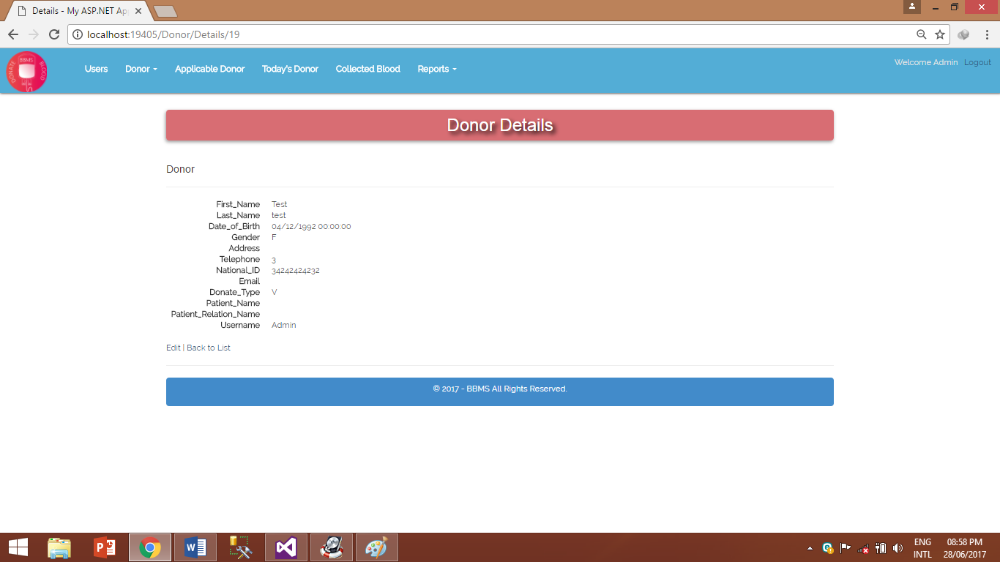 Details - My ASP.NET Ap
localhost:19405/Donor/Details/19
BBMS
DONATE
BLOOD
Users Donor Applicable Donor Today's Donor Collected Blood Reports
Welcome Admin Logout
Donor Details
Donor
First_Name Test
Last_Name test
Date_of_Birth 04/12/1992 00:00:00
Gender F
Address
Telephone 3
National_ID 34242424232
Email
Donate_Type V
Patient_Name
Patient_Relation_Name
Username Admin
Edit | Back to List
© 2017 - BBMS All Rights Reserved.
ENG 08:58 PM
INTL 28/06/2017